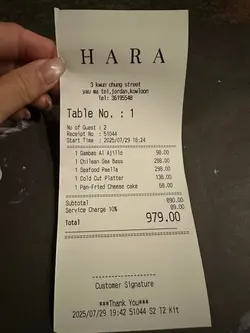 HARA
3 kwun chung street
yau ma tei,jordan,kowloon
tel: 36195548
Table No. : 1
No of Guest : 2
Receipt No. : 51044
Start At : 2025/07/29
1 Gambas Al Ajillo 98.00
1 Chilean Sea Bass 288.00
1 Seafood Paella 298.00
1 Cold Cut Platter 138.00
1 Pan-Fried Cheese cake 68.00
Subtotal 890.00
Service Charge 10% 89.00
Total 979.00
Customer Signature
***Thank You***
2025/07/29 19:42 51044 S2 T2 Kit